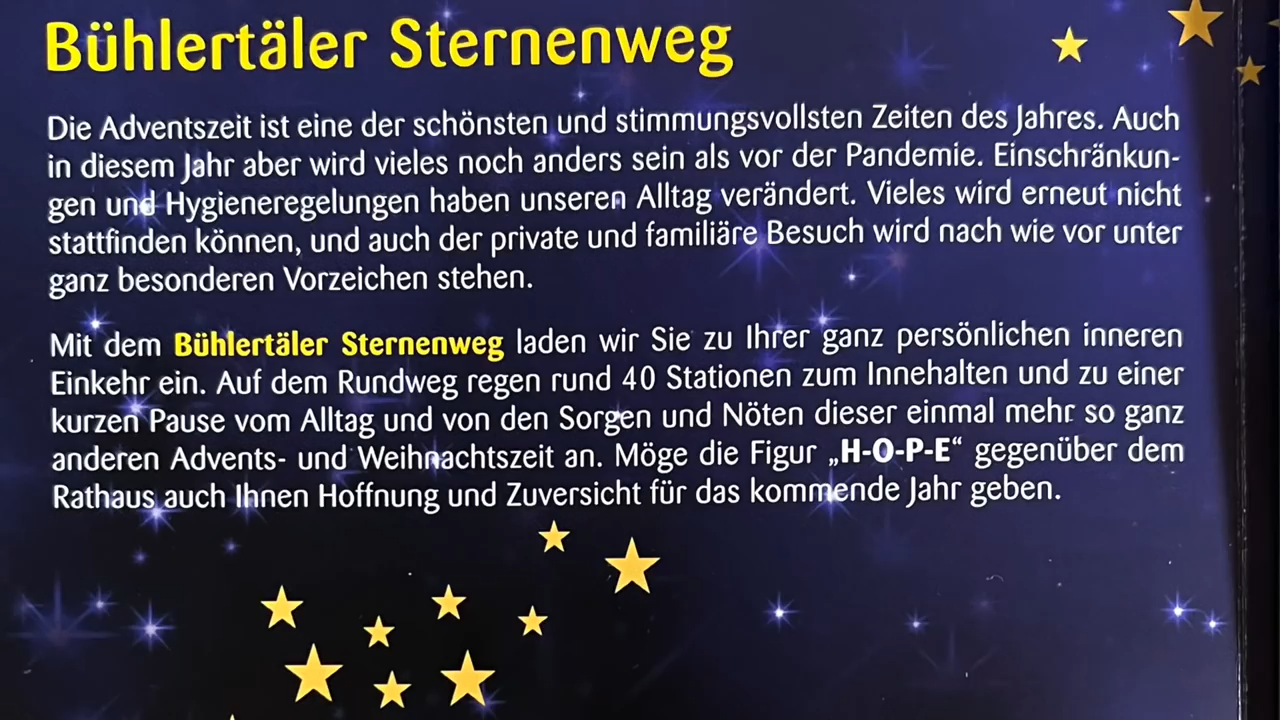 Bühlertäler Sternenweg
Die Adventszeit ist eine der schönsten und stimmungsvollsten Zeiten des Jahres. Auch
in diesem Jahr aber wird vieles noch anders sein als vor der Pandemie. Einschränkun-
gen und Hygieneregelungen haben unseren Alltag verändert. Vieles wird erneut nicht
stattfinden können, und auch der private und familiäre Besuch wird nach wie vor unter
ganz besonderen Vorzeichen stehen.
Mit dem Bühlertäler Sternenweg laden wir Sie zu Ihrer ganz persönlichen inneren
Einkehr ein. Auf dem Rundweg regen rund 40 Stationen zum Innehalten und zu einer
kurzen Pause vom Alltag und von den Sorgen und Nöten dieser einmal mehr so ganz
anderen Advents- und Weihnachtszeit an. Möge die Figur „H-O-P-E“ gegenüber dem
Rathaus auch Ihnen Hoffnung und Zuversicht für das kommende Jahr geben.